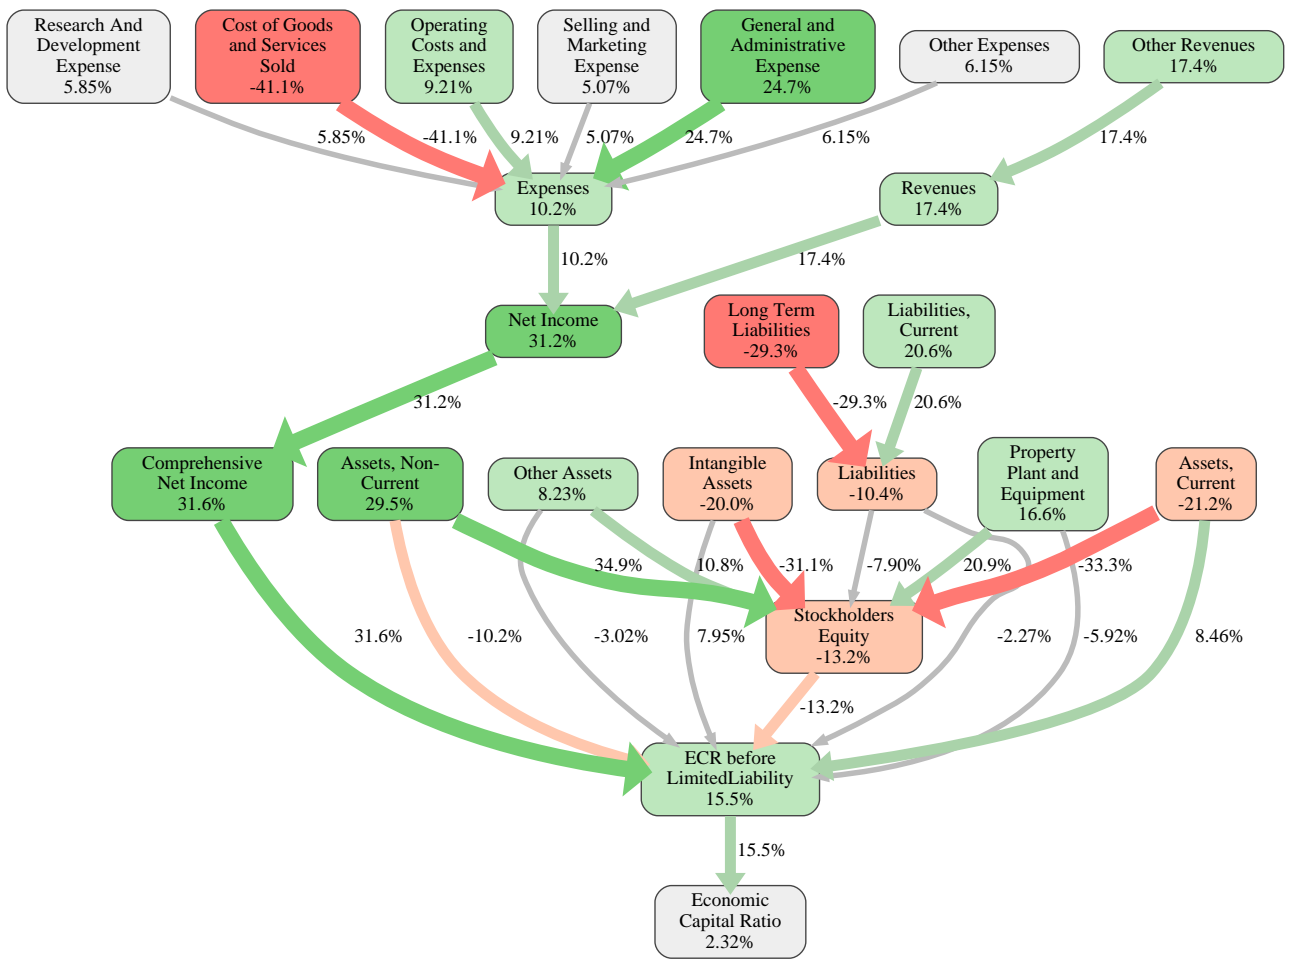 Research And
Development
Expense
5.85%
Cost of Goods
and Services
Sold
-41.1%
Operating
Costs and
Expenses
9.21%
Selling and
Marketing
Expense
5.07%
General and
Administrative
Expense
24.7%
Other Expenses
6.15%
Other Revenues
17.4%
5.85%
-41.1%
9.21%
5.07%
24.7%
6.15%
17.4%
Expenses
10.2%
Revenues
17.4%
10.2%
17.4%
Net Income
31.2%
Long Term
Liabilities
-29.3%
Liabilities,
Current
20.6%
31.2%
-29.3%
20.6%
Comprehensive
Net Income
31.6%
Assets, Non-
Current
29.5%
Other Assets
8.23%
Intangible
Assets
-20.0%
Liabilities
-10.4%
Property
Plant and
Equipment
16.6%
Assets,
Current
-21.2%
34.9%
10.8%
-31.1%
-7.90%
20.9%
-33.3%
Stockholders
Equity
-13.2%
31.6%
-10.2%
-3.02%
7.95%
-2.27%
-5.92%
8.46%
-13.2%
ECR before
LimitedLiability
15.5%
15.5%
Economic
Capital Ratio
2.32%